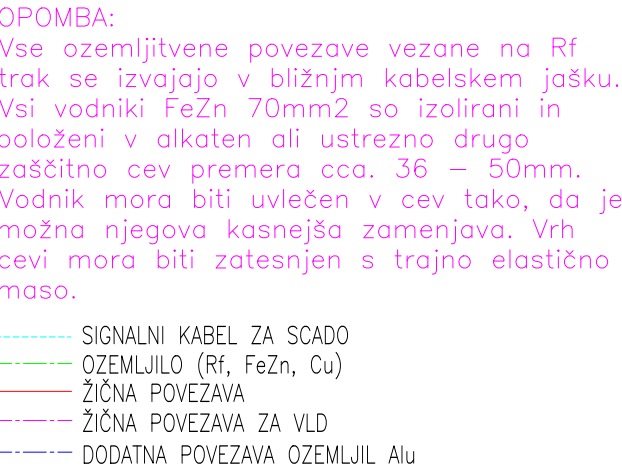 OPOMBA:
Vse ozemljitvene povezave vezane na Rf
trak se izvajajo v bližnjm kabelskem jašku.
Vsi vodniki FeZn 70mm2 so izolirani in
položeni v alkaten ali ustrezno drugo
zaščitno cev premera cca. 36 – 50mm.
Vodnik mora biti uvlečen v cev tako, da je
možna njegova kasnejša zamenjava. Vrh
cevi mora biti zatesnjen s trajno elastično
maso.
SIGNALNI KABEL ZA SCADO
OZEMLJILO (Rf, FeZn, Cu)
ŽIČNA POVEZAVA
ŽIČNA POVEZAVA ZA VLD
DODATNA POVEZAVA OZEMLJIL Alu